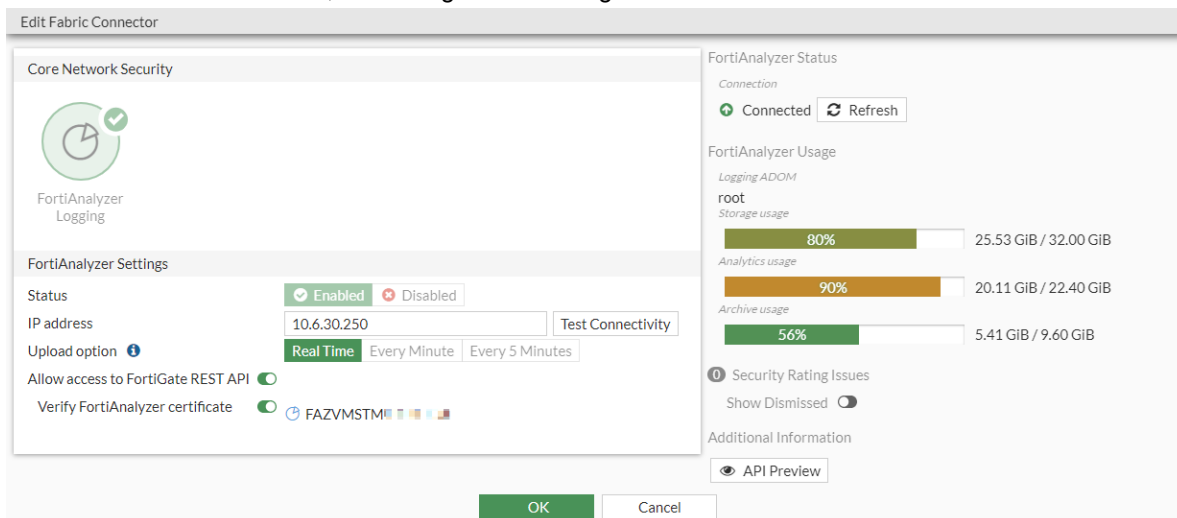 Edit Fabric Connector
Core Network Security
FortiAnalyzer
Logging
FortiAnalyzer Settings
Status Enabled Disabled
IP address 10.6.30.250 Test Connectivity
Upload option Real Time Every Minute Every 5 Minutes
Allow access to FortiGate REST API
Verify FortiAnalyzer certificate FAZVMSTM
FortiAnalyzer Status
Connection
Connected Refresh
FortiAnalyzer Usage
Logging ADOM
root
Storage usage
80% 25.53 GiB / 32.00 GiB
Analytics usage
90% 20.11 GiB / 22.40 GiB
Archive usage
56% 5.41 GiB / 9.60 GiB
0 Security Rating Issues
Show Dismissed
Additional Information
API Preview
OK Cancel